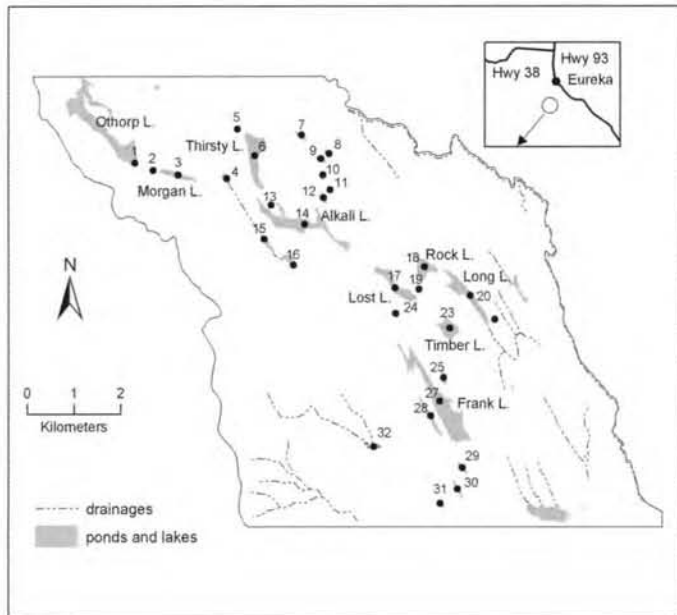 Hwy 93
Hwy 38
Eureka
Othorp L.
5
7
Thirsty L.
6
8
9
1
2
3
4
10
11
12
Morgan L.
13
14
Alkali L.
15
16
N
18
Rock L.
17
19
Long L.
20
Lost L.
24
23
Timber L.
0 1 2
Kilometers
25
27
Frank L.
28
32
29
30
31
drainages
ponds and lakes